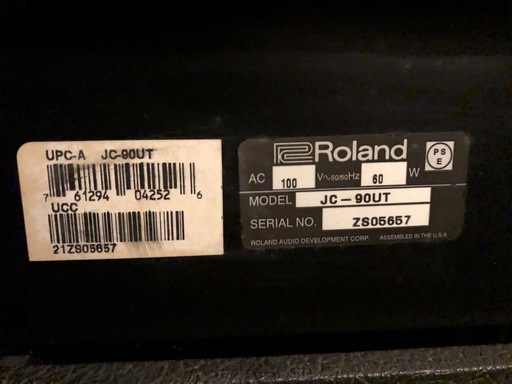 UPC-A JC-90UT
7 61294 04252 6
UCC
21ZS05657
Roland
PS
E
AC 100 V~50/60Hz 60 W
MODEL JC-90UT
SERIAL NO. ZS05657
ROLAND AUDIO DEVELOPMENT CORP. ASSEMBLED IN THE U.S.A